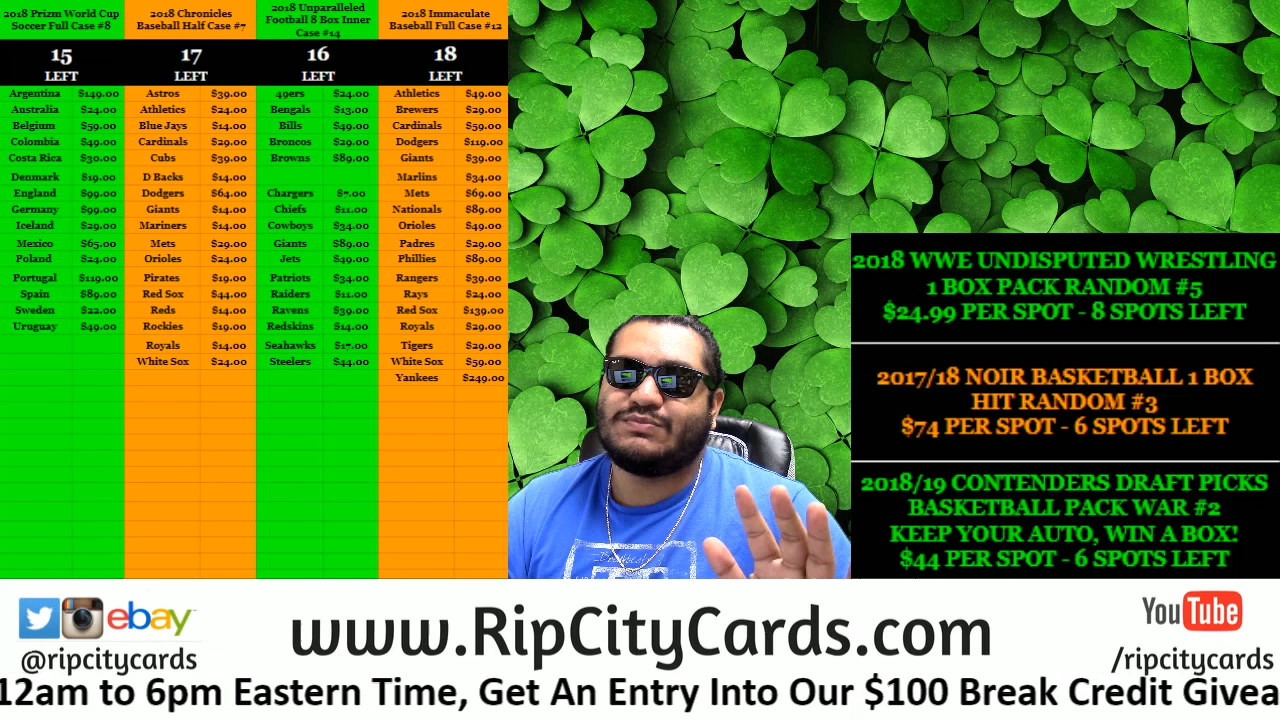 2018 Prizm World Cup
Soccer Full Case #8
15
LEFT
Argentina $149.00
Australia $24.00
Belgium $59.00
Colombia $49.00
Costa Rica $30.00
Denmark $19.00
England $99.00
Germany $99.00
Iceland $29.00
Mexico $65.00
Poland $24.00
Portugal $119.00
Spain $89.00
Sweden $22.00
Uruguay $49.00
2018 Chronicles
Baseball Half Case #7
17
LEFT
Astros $39.00
Athletics $24.00
Blue Jays $14.00
Cardinals $29.00
Cubs $39.00
D Backs $14.00
Dodgers $64.00
Giants $14.00
Mariners $14.00
Mets $29.00
Orioles $24.00
Pirates $19.00
Red Sox $44.00
Reds $14.00
Rockies $19.00
Royals $14.00
White Sox $24.00
2018 Unparalleled
Football 8 Box Inner
Case #14
16
LEFT
49ers $24.00
Bengals $13.00
Bills $49.00
Broncos $29.00
Browns $89.00
Chargers $7.00
Chiefs $11.00
Cowboys $34.00
Giants $89.00
Jets $49.00
Patriots $34.00
Raiders $11.00
Ravens $39.00
Redskins $14.00
Seahawks $17.00
Steelers $44.00
2018 Immaculate
Baseball Full Case #12
18
LEFT
Athletics $49.00
Brewers $29.00
Cardinals $59.00
Dodgers $119.00
Giants $39.00
Marlins $34.00
Mets $69.00
Nationals $89.00
Orioles $49.00
Padres $29.00
Phillies $89.00
Rangers $39.00
Rays $24.00
Red Sox $139.00
Royals $29.00
Tigers $29.00
White Sox $59.00
Yankees $249.00
2018 WWE UNDISPUTED WRESTLING
1 BOX PACK RANDOM #5
$24.99 PER SPOT - 8 SPOTS LEFT
2017/18 NOIR BASKETBALL 1 BOX
HIT RANDOM #3
$74 PER SPOT - 6 SPOTS LEFT
2018/19 CONTENDERS DRAFT PICKS
BASKETBALL PACK WAR #2
KEEP YOUR AUTO, WIN A BOX!
$44 PER SPOT - 6 SPOTS LEFT
ebay
@ripcitycards
www.RipCityCards.com
YouTube
/ripcitycards
12am to 6pm Eastern Time, Get An Entry Into Our $100 Break Credit Givea